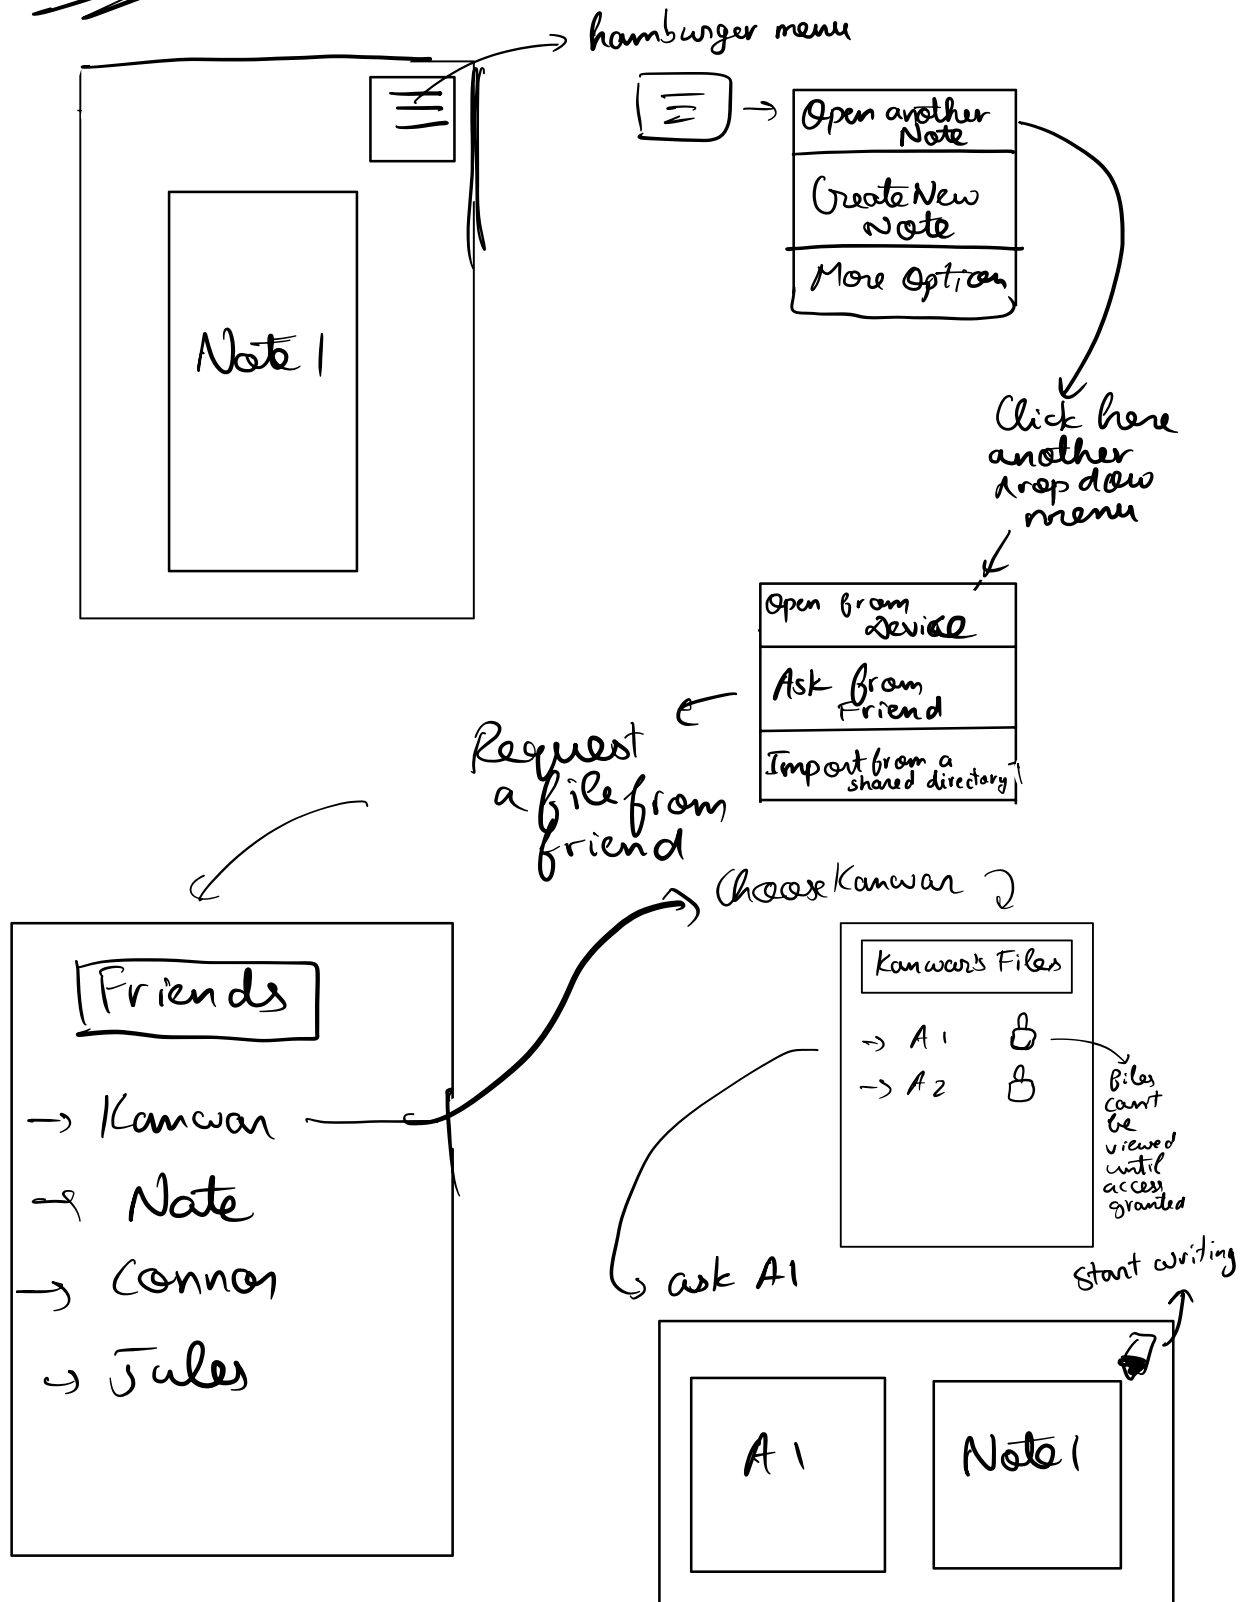 hamburger menu
Open another
Note
Create New
Note
More Option
Note 1
Click here
another
dropdow
menu
Open from
Device
Ask from
Friend
Import from a
shared directory
Request
a file from
friend
Choose Kanwar
Kanwar's Files
A1
A2
files
can't
be
viewed
until
access
granted
Friends
Kanwar
Nate
Connor
Jules
ask A1
Start writing
A1
Note 1